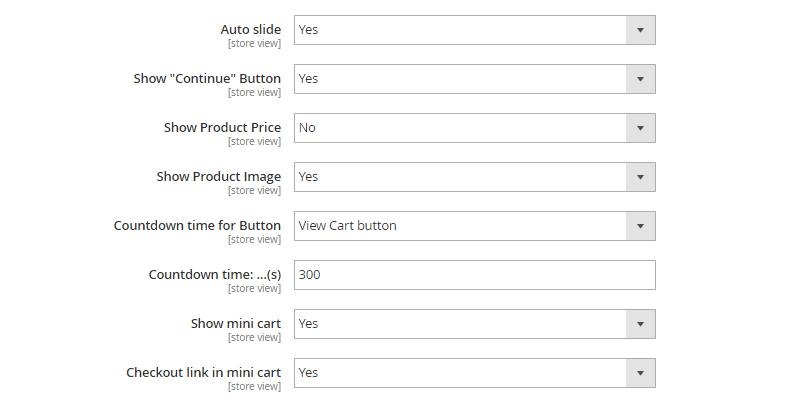 Auto slide Yes
[store view]
Show "Continue" Button Yes
[store view]
Show Product Price No
[store view]
Show Product Image Yes
[store view]
Countdown time for Button View Cart button
[store view]
Countdown time: ...(s) 300
[store view]
Show mini cart Yes
[store view]
Checkout link in mini cart Yes
[store view]